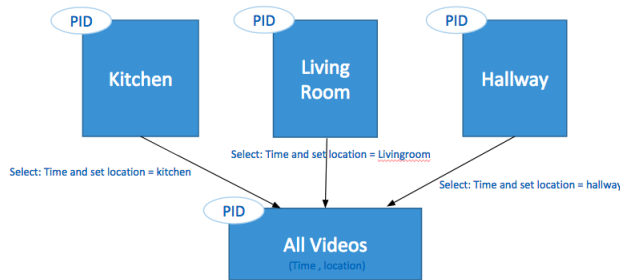 PID
PID
PID
Kitchen
Living
Room
Hallway
Select: Time and set location = Livingroom
Select: Time and set location = kitchen
Select: Time and set location = hallway
PID
All Videos
(Time , location)